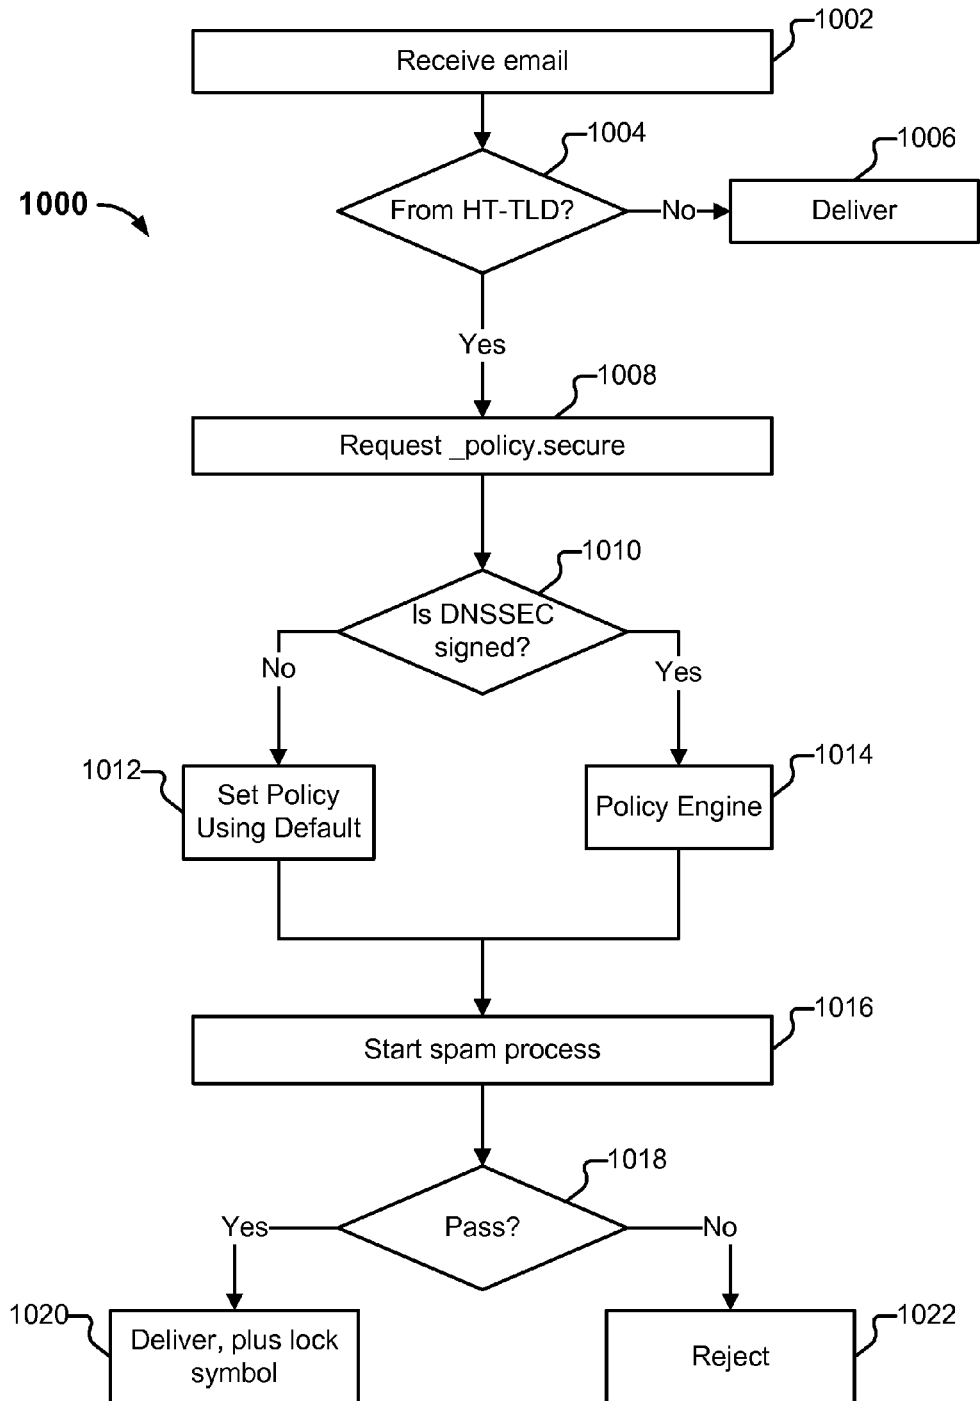 1002
Receive email
1004
1006
1000
From HT-TLD?
No
Deliver
Yes
1008
Request _policy.secure
1010
Is DNSSEC
signed?
No
Yes
1012
1014
Set Policy
Using Default
Policy Engine
1016
Start spam process
1018
Yes
Pass?
No
1020
1022
Deliver, plus lock
symbol
Reject